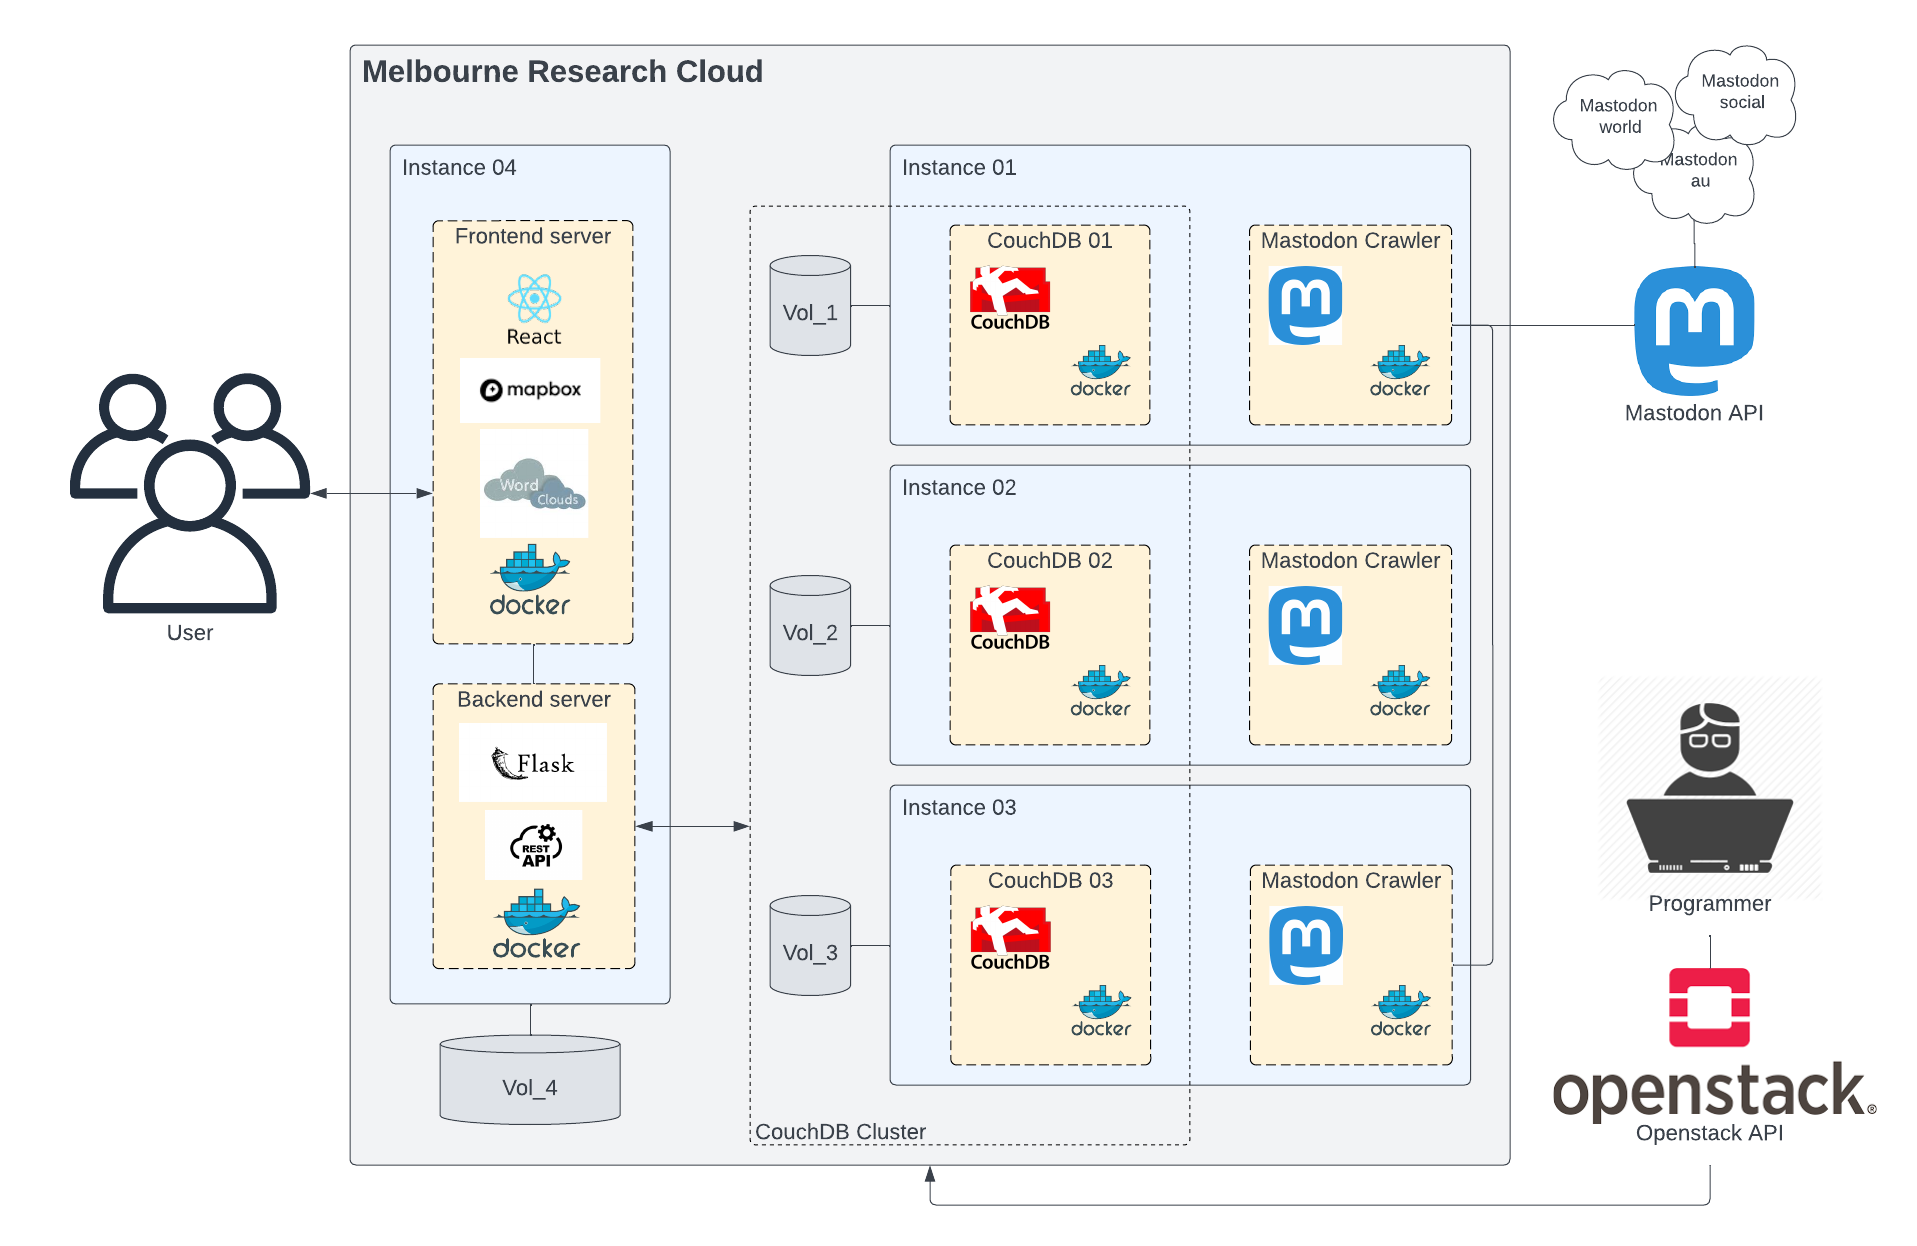 Melbourne Research Cloud
Instance 04
Frontend server
React
mapbox
Word
Clouds
docker
Backend server
Flask
REST
API
docker
Vol_4
User
Instance 01
CouchDB 01
CouchDB
docker
Mastodon Crawler
docker
Vol_1
Instance 02
CouchDB 02
CouchDB
docker
Mastodon Crawler
docker
Vol_2
Instance 03
CouchDB 03
CouchDB
docker
Mastodon Crawler
docker
Vol_3
CouchDB Cluster
Mastodon
world
Mastodon
social
Mastodon
au
Mastodon API
Programmer
openstack®
Openstack API